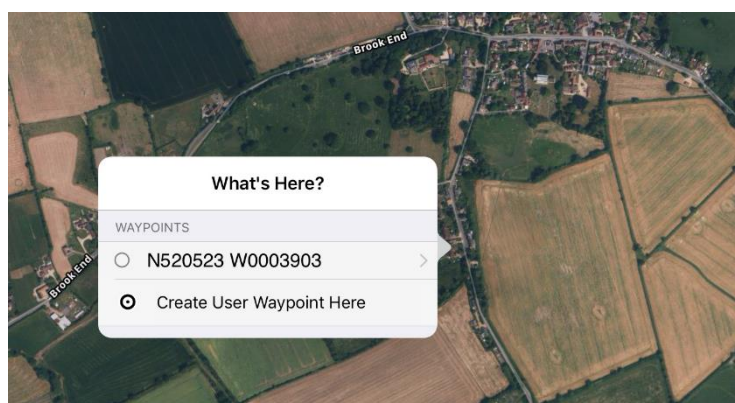 Brook End
What's Here?
WAYPOINTS
N520523 W0003903
Create User Waypoint Here
Brook End